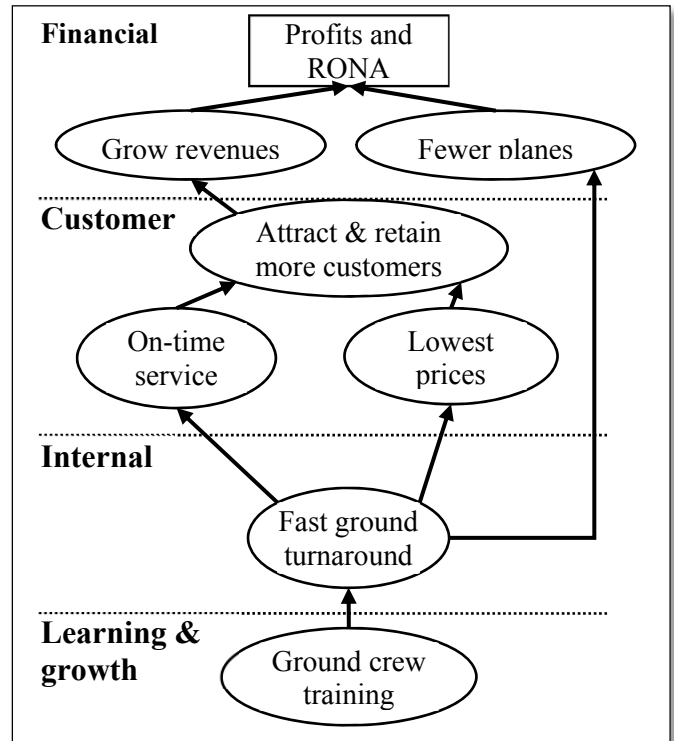 Financial
Profits and
RONA
Grow revenues
Fewer planes
Customer
Attract & retain
more customers
On-time
service
Lowest
prices
Internal
Fast ground
turnaround
Learning &
growth
Ground crew
training